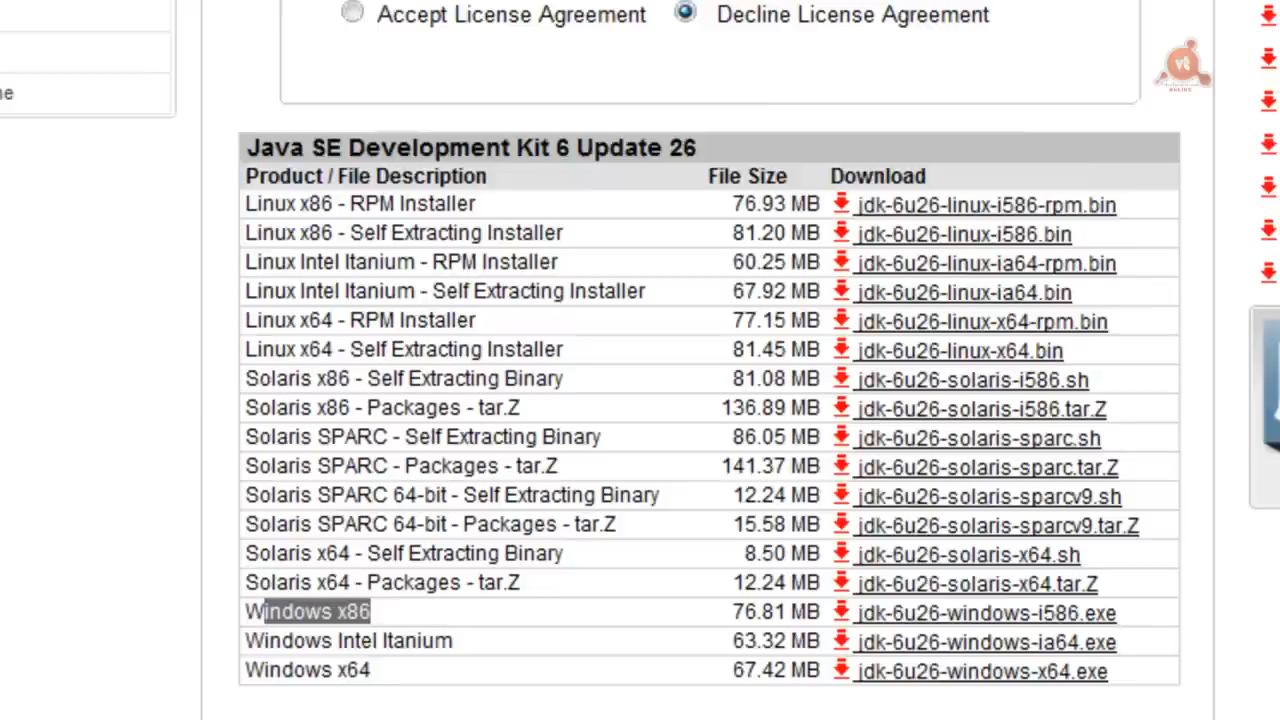 Accept License Agreement Decline License Agreement
vt
ONLINE
ne
Java SE Development Kit 6 Update 26
Product / File Description File Size Download
Linux x86 - RPM Installer 76.93 MB jdk-6u26-linux-i586-rpm.bin
Linux x86 - Self Extracting Installer 81.20 MB jdk-6u26-linux-i586.bin
Linux Intel Itanium - RPM Installer 60.25 MB jdk-6u26-linux-ia64-rpm.bin
Linux Intel Itanium - Self Extracting Installer 67.92 MB jdk-6u26-linux-ia64.bin
Linux x64 - RPM Installer 77.15 MB jdk-6u26-linux-x64-rpm.bin
Linux x64 - Self Extracting Installer 81.45 MB jdk-6u26-linux-x64.bin
Solaris x86 - Self Extracting Binary 81.08 MB jdk-6u26-solaris-i586.sh
Solaris x86 - Packages - tar.Z 136.89 MB jdk-6u26-solaris-i586.tar.Z
Solaris SPARC - Self Extracting Binary 86.05 MB jdk-6u26-solaris-sparc.sh
Solaris SPARC - Packages - tar.Z 141.37 MB jdk-6u26-solaris-sparc.tar.Z
Solaris SPARC 64-bit - Self Extracting Binary 12.24 MB jdk-6u26-solaris-sparcv9.sh
Solaris SPARC 64-bit - Packages - tar.Z 15.58 MB jdk-6u26-solaris-sparcv9.tar.Z
Solaris x64 - Self Extracting Binary 8.50 MB jdk-6u26-solaris-x64.sh
Solaris x64 - Packages - tar.Z 12.24 MB jdk-6u26-solaris-x64.tar.Z
Windows x86 76.81 MB jdk-6u26-windows-i586.exe
Windows Intel Itanium 63.32 MB jdk-6u26-windows-ia64.exe
Windows x64 67.42 MB jdk-6u26-windows-x64.exe